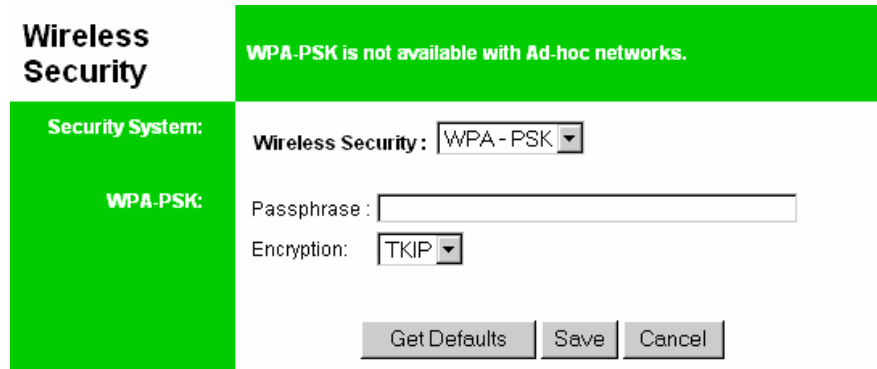 Wireless
Security
WPA-PSK is not available with Ad-hoc networks.
Security System:
Wireless Security : WPA - PSK
WPA-PSK:
Passphrase :
Encryption: TKIP
Get Defaults Save Cancel